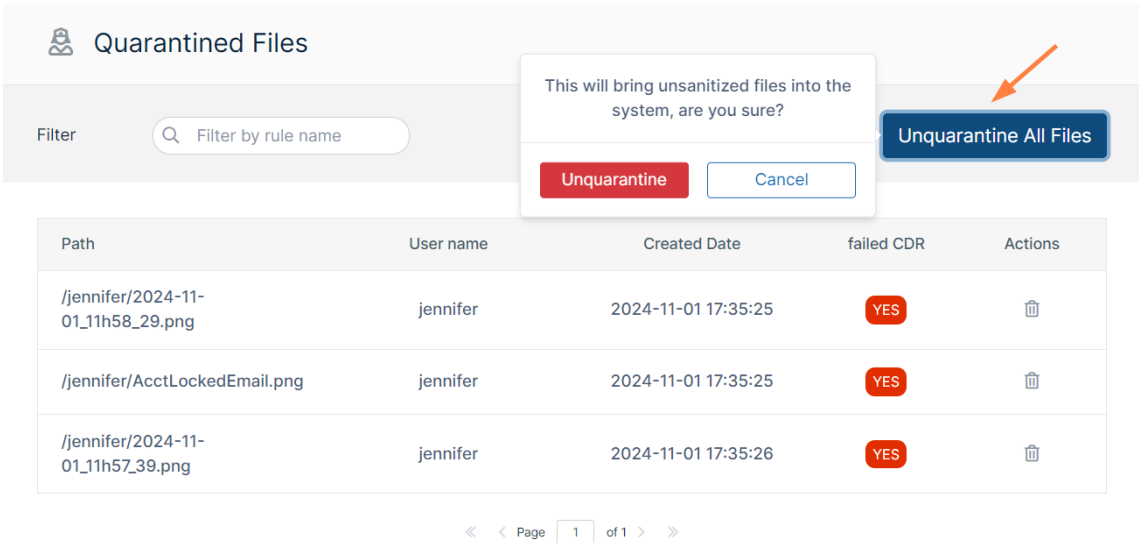 Quarantined Files
This will bring unsanitized files into the
system, are you sure?
Filter
Filter by rule name
Unquarantine All Files
Unquarantine
Cancel
Path
User name
Created Date
failed CDR
Actions
/jennifer/2024-11-
01_11h58_29.png
jennifer
2024-11-01 17:35:25
YES
/jennifer/AcctLockedEmail.png
jennifer
2024-11-01 17:35:25
YES
/jennifer/2024-11-
01_11h57_39.png
jennifer
2024-11-01 17:35:26
YES
Page 1 of 1